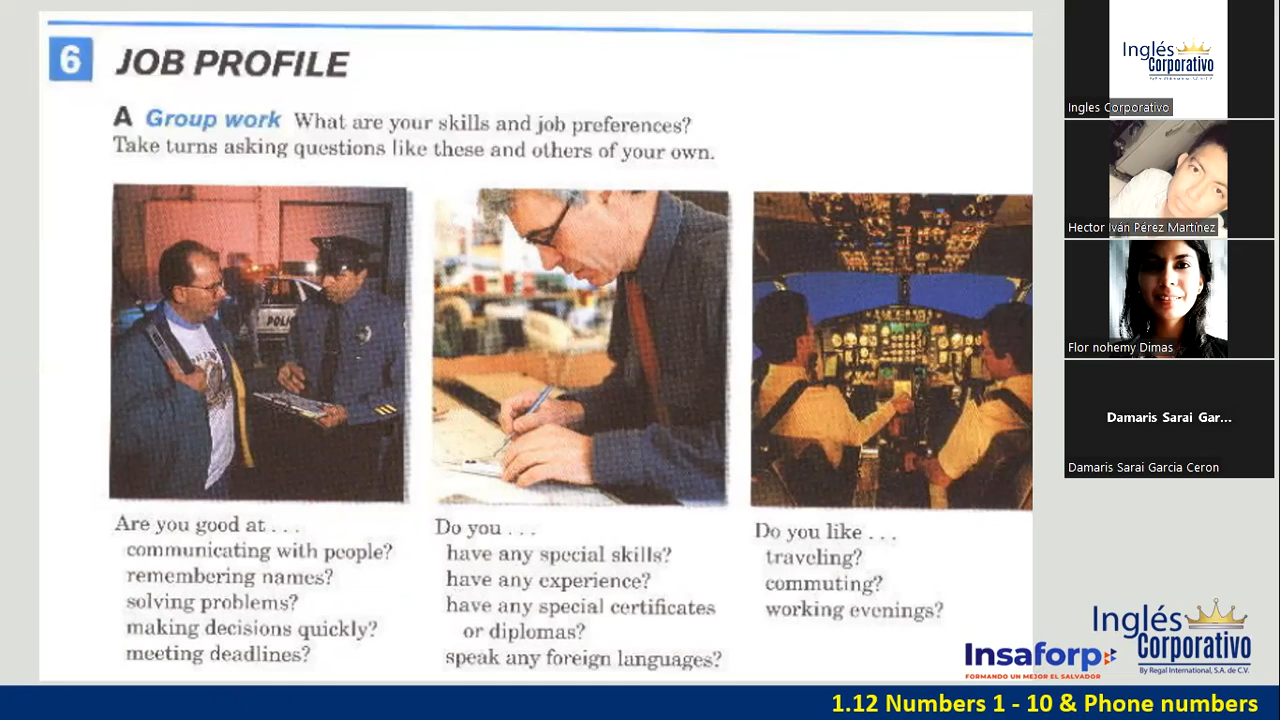 6 JOB PROFILE
A Group work What are your skills and job preferences?
Take turns asking questions like these and others of your own.
POLIC
Are you good at . . .
communicating with people?
remembering names?
solving problems?
making decisions quickly?
meeting deadlines?
Do you . . .
have any special skills?
have any experience?
have any special certificates
or diplomas?
speak any foreign languages?
Do you like . . .
traveling?
commuting?
working evenings?
Inglés
Corporativo
Ingles Corporativo
Hector Iván Pérez Martínez
Flor nohemy Dimas
Damaris Sarai Gar...
Damaris Sarai Garcia Ceron
Insaforp
FORMANDO UN MEJOR EL SALVADOR
Inglés
Corporativo
By Regal International, S.A. de C.V.
1.12 Numbers 1 - 10 & Phone numbers